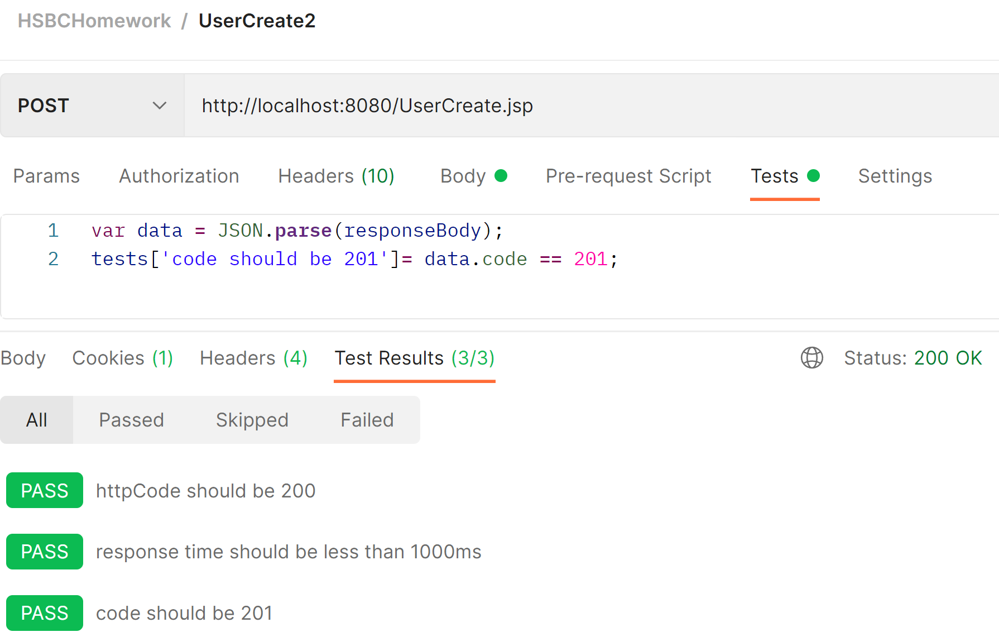 HSBCHomework / UserCreate2
POST http://localhost:8080/UserCreate.jsp
Params Authorization Headers (10) Body Pre-request Script Tests Settings
1 var data = JSON.parse(responseBody);
2 tests['code should be 201']= data.code == 201;
Body Cookies (1) Headers (4) Test Results (3/3) Status: 200 OK
All Passed Skipped Failed
PASS httpCode should be 200
PASS response time should be less than 1000ms
PASS code should be 201